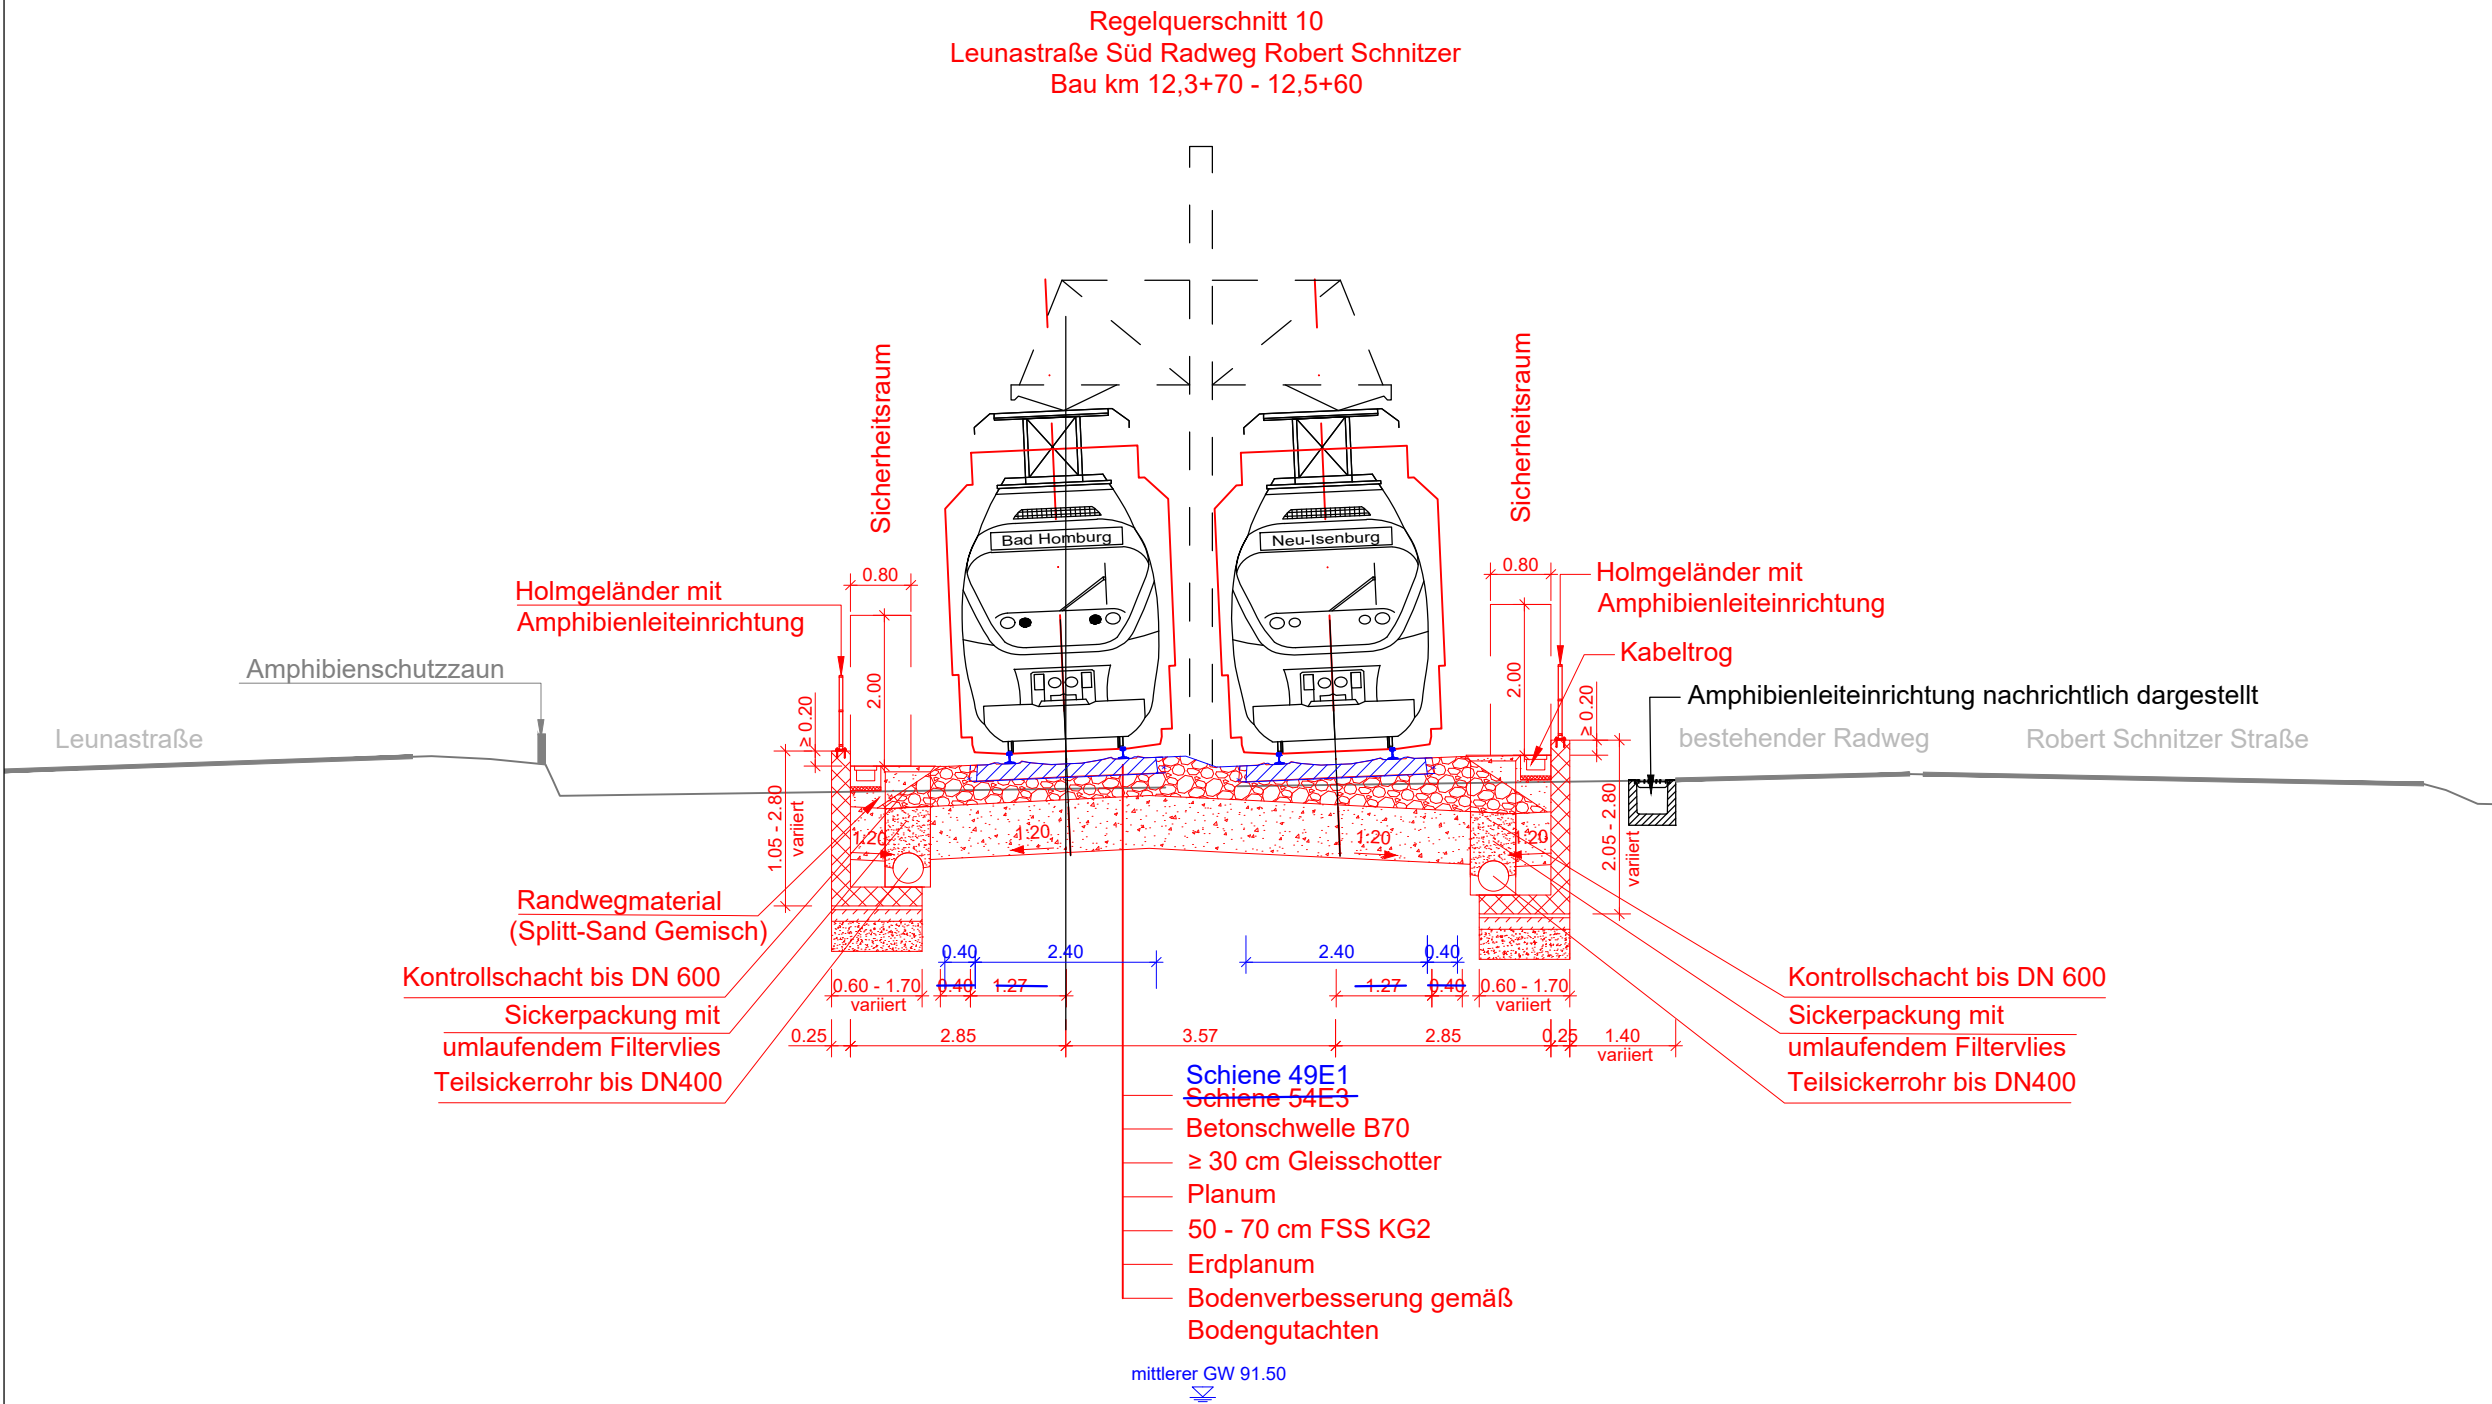 Regelquerschnitt 10
Leunastraße Süd Radweg Robert Schnitzer
Bau km 12,3+70 - 12,5+60
Sicherheitsraum
Sicherheitsraum
Bad Homburg
Neu-Isenburg
0.80
0.80
Holmgeländer mit
Amphibienleiteinrichtung
Holmgeländer mit
Amphibienleiteinrichtung
Kabeltrog
Amphibienschutzzaun
2.00
2.00
≥ 0.20
≥ 0.20
Amphibienleiteinrichtung nachrichtlich dargestellt
Leunastraße
bestehender Radweg
Robert Schnitzer Straße
1.05 - 2.80
variiert
2.05 - 2.80
variiert
1:20
1:20
1:20
1:20
Randwegmaterial
(Splitt-Sand Gemisch)
Kontrollschacht bis DN 600
Sickerpackung mit
umlaufendem Filtervlies
Teilsickerrohr bis DN400
0.40
2.40
2.40
0.40
0.60 - 1.70
variiert
0.40
1.27
1.27
0.40
0.60 - 1.70
variiert
0.25
2.85
3.57
2.85
0.25
1.40
variiert
Kontrollschacht bis DN 600
Sickerpackung mit
umlaufendem Filtervlies
Teilsickerrohr bis DN400
Schiene 49E1
Schiene 54E3
Betonschwelle B70
≥ 30 cm Gleisschotter
Planum
50 - 70 cm FSS KG2
Erdplanum
Bodenverbesserung gemäß
Bodengutachten
mittlerer GW 91.50